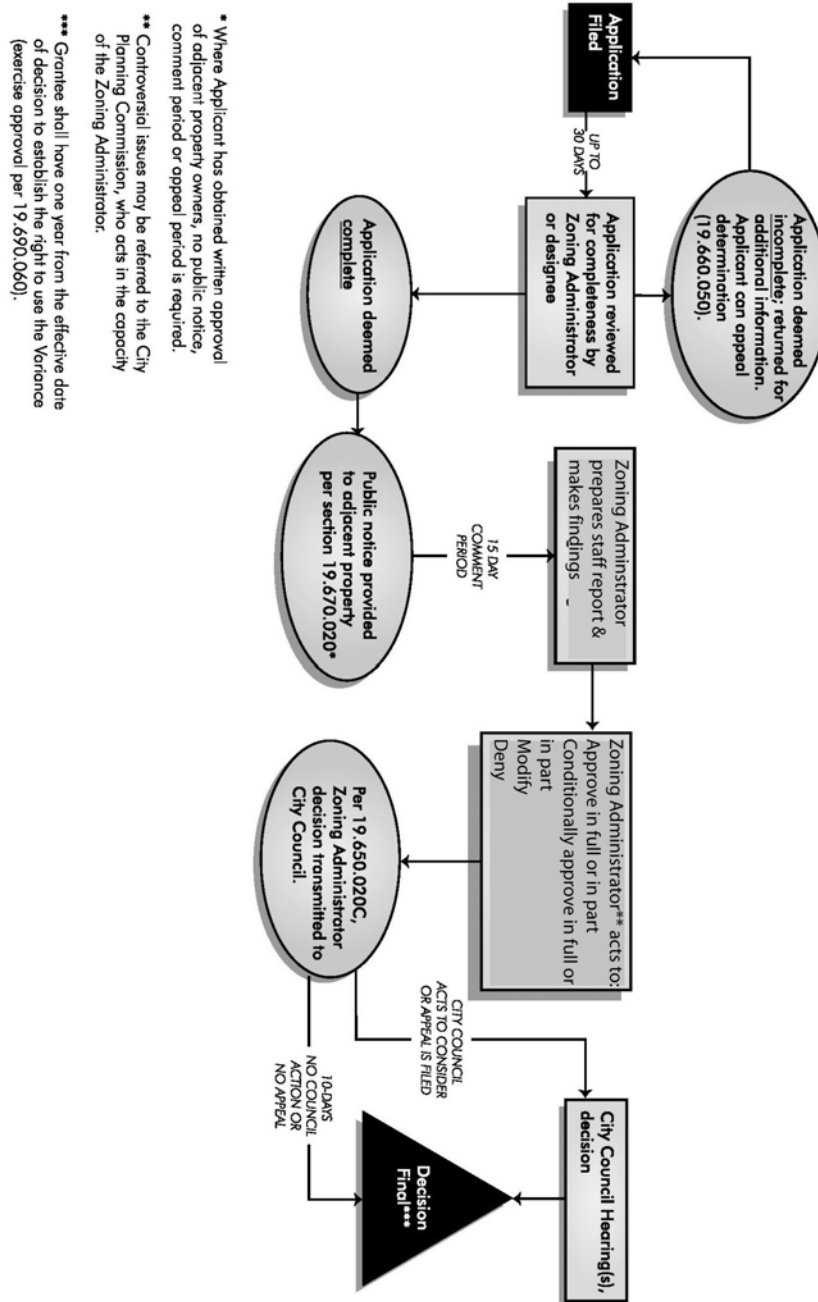 Application
Filed
UP TO
30 DAYS
Application deemed
incomplete; returned for
additional information.
Applicant can appeal
determination
(19.660.050).
Application reviewed
for completeness by
Zoning Administrator
or designee
Application deemed
complete
Public notice provided
to adjacent property
per section 19.670.020*
15 DAY
COMMENT
PERIOD
Zoning Adminstrator
prepares staff report &
makes findings
Zoning Administrator** acts to:
Approve in full or in part
Conditionally approve in full or
in part
Modify
Deny
Per 19.650.020C,
Zoning Administrator
decision transmitted to
City Council.
CITY COUNCIL
ACTS TO CONSIDER
OR APPEAL IS FILED
10-DAYS
NO COUNCIL
ACTION OR
NO APPEAL
City Council Hearing(s),
decision
Decision
Final***
* Where Applicant has obtained written approval
of adjacent property owners, no public notice,
comment period or appeal period is required.
** Controversial issues may be referred to the City
Planning Commission, who acts in the capacity
of the Zoning Administrator.
*** Grantee shall have one year from the effective date
of decision to establish the right to use the Variance
(exercise approval per 19.690.060).